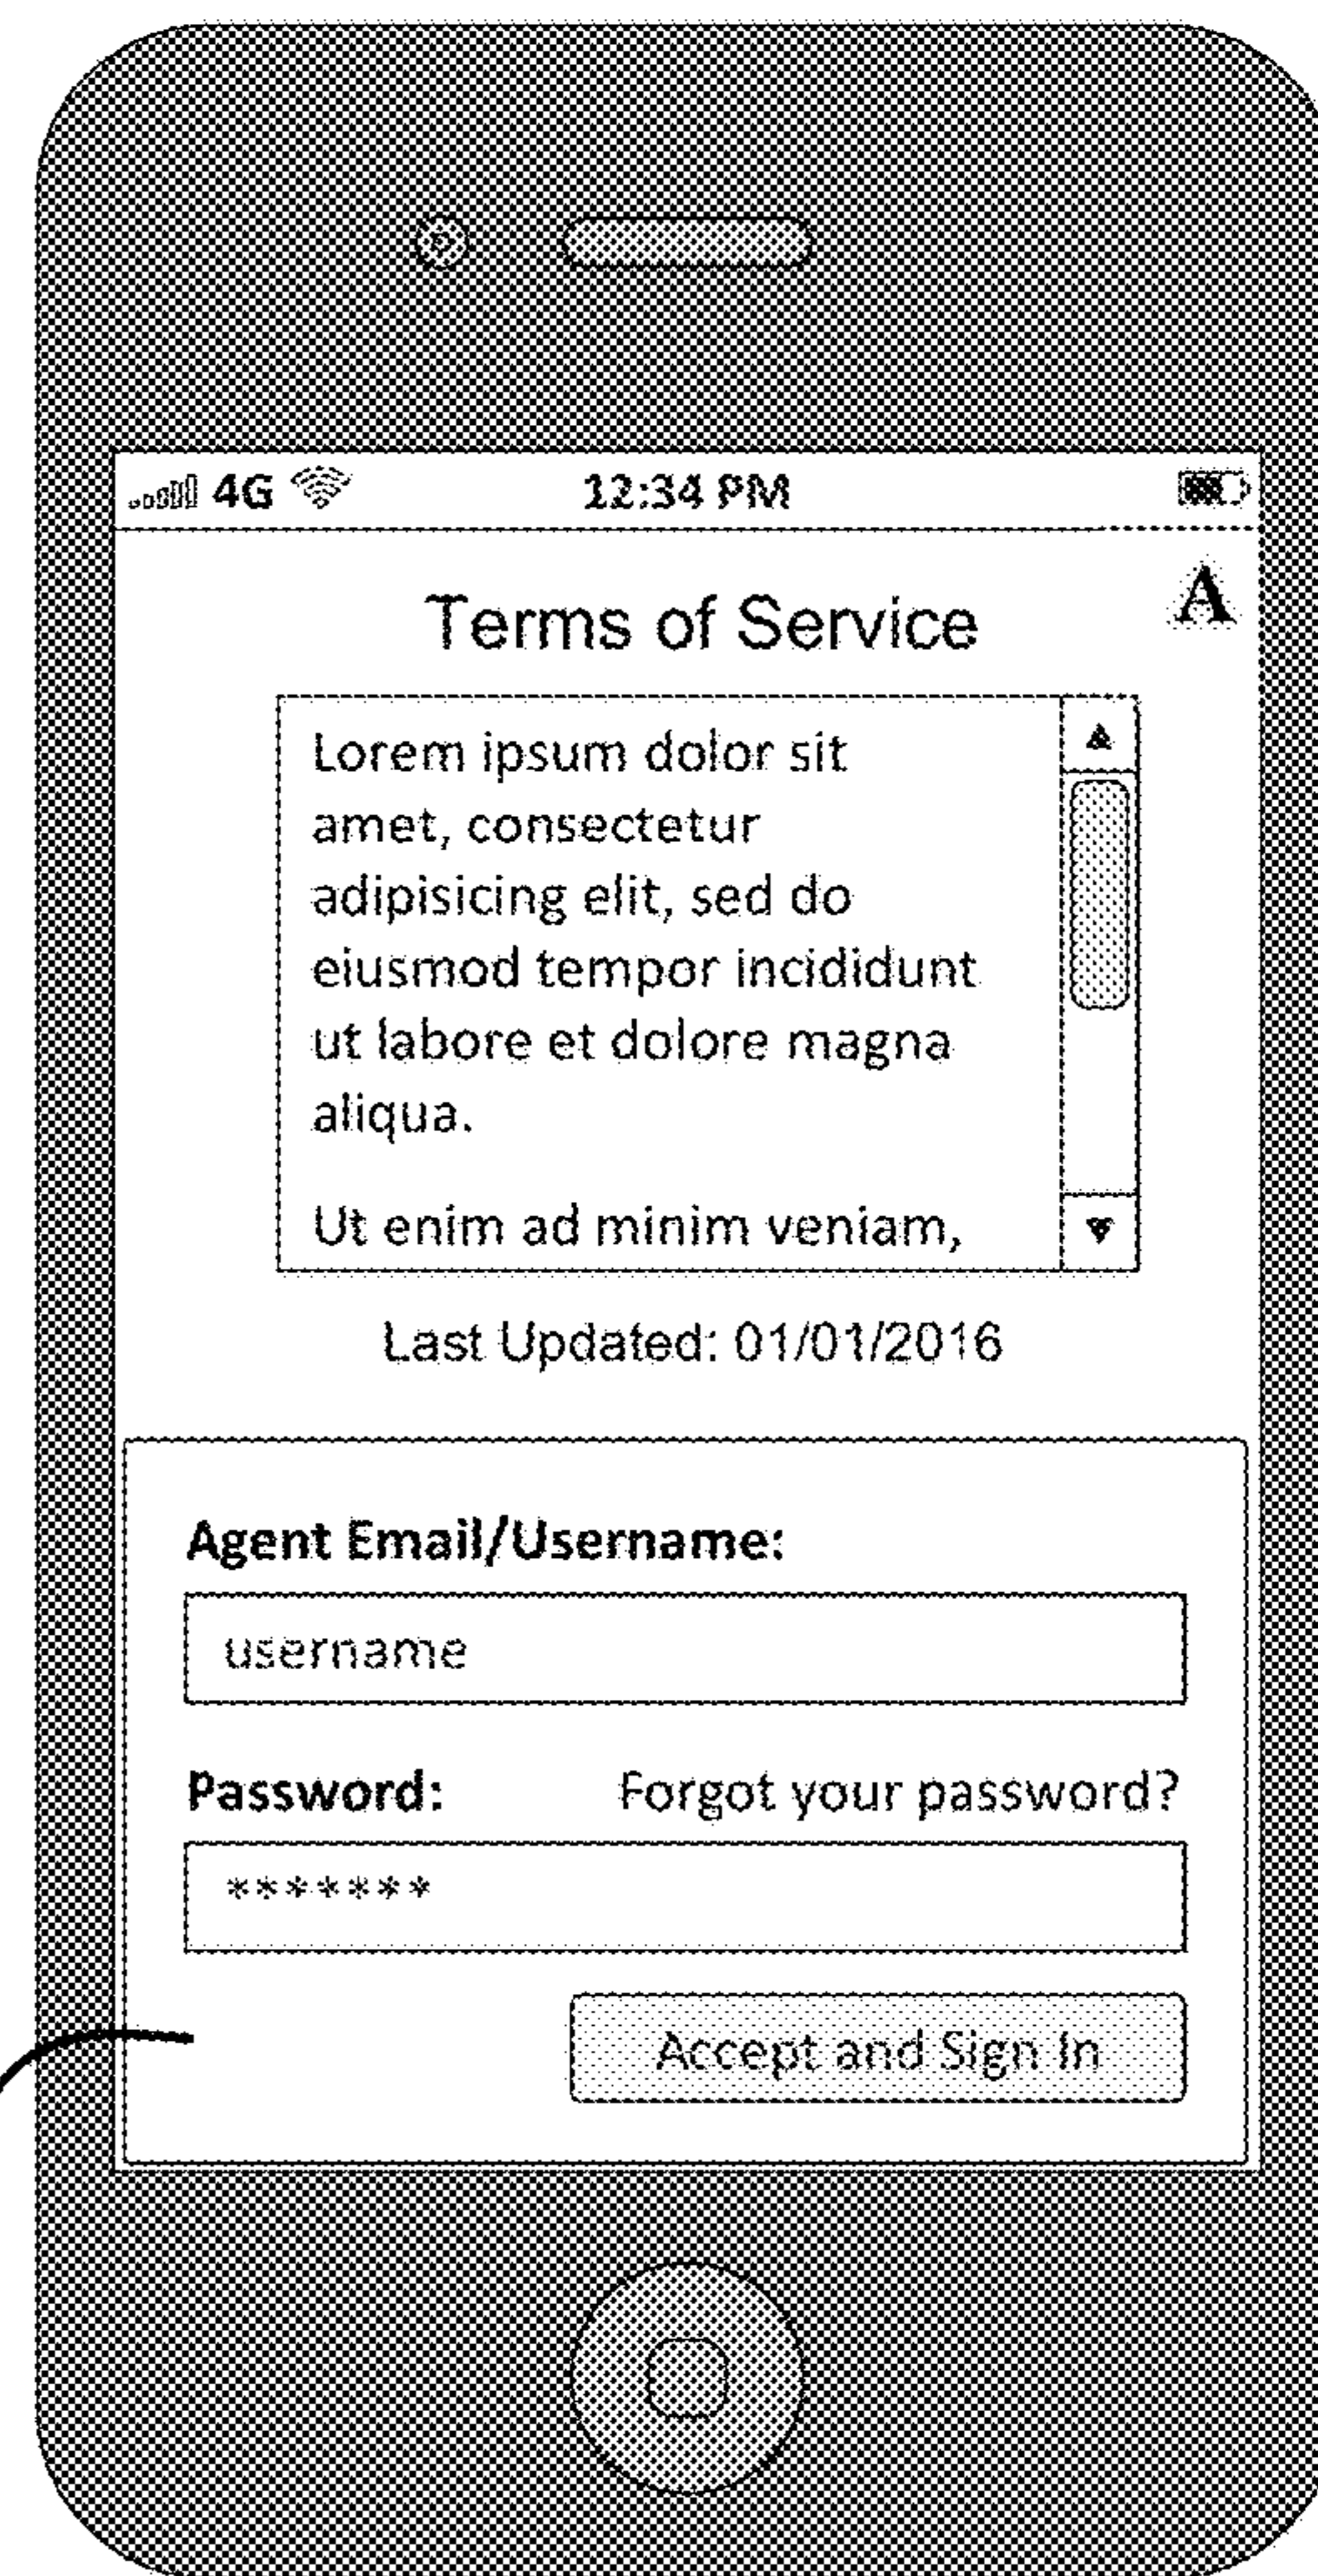 4G 12:34 PM
A
Terms of Service
Lorem ipsum dolor sit
amet, consectetur
adipisicing elit, sed do
eiusmod tempor incididunt
ut labore et dolore magna
aliqua.
Ut enim ad minim veniam,
Last Updated: 01/01/2016
Agent Email/Username:
username
Password: Forgot your password?
*******
Accept and Sign In